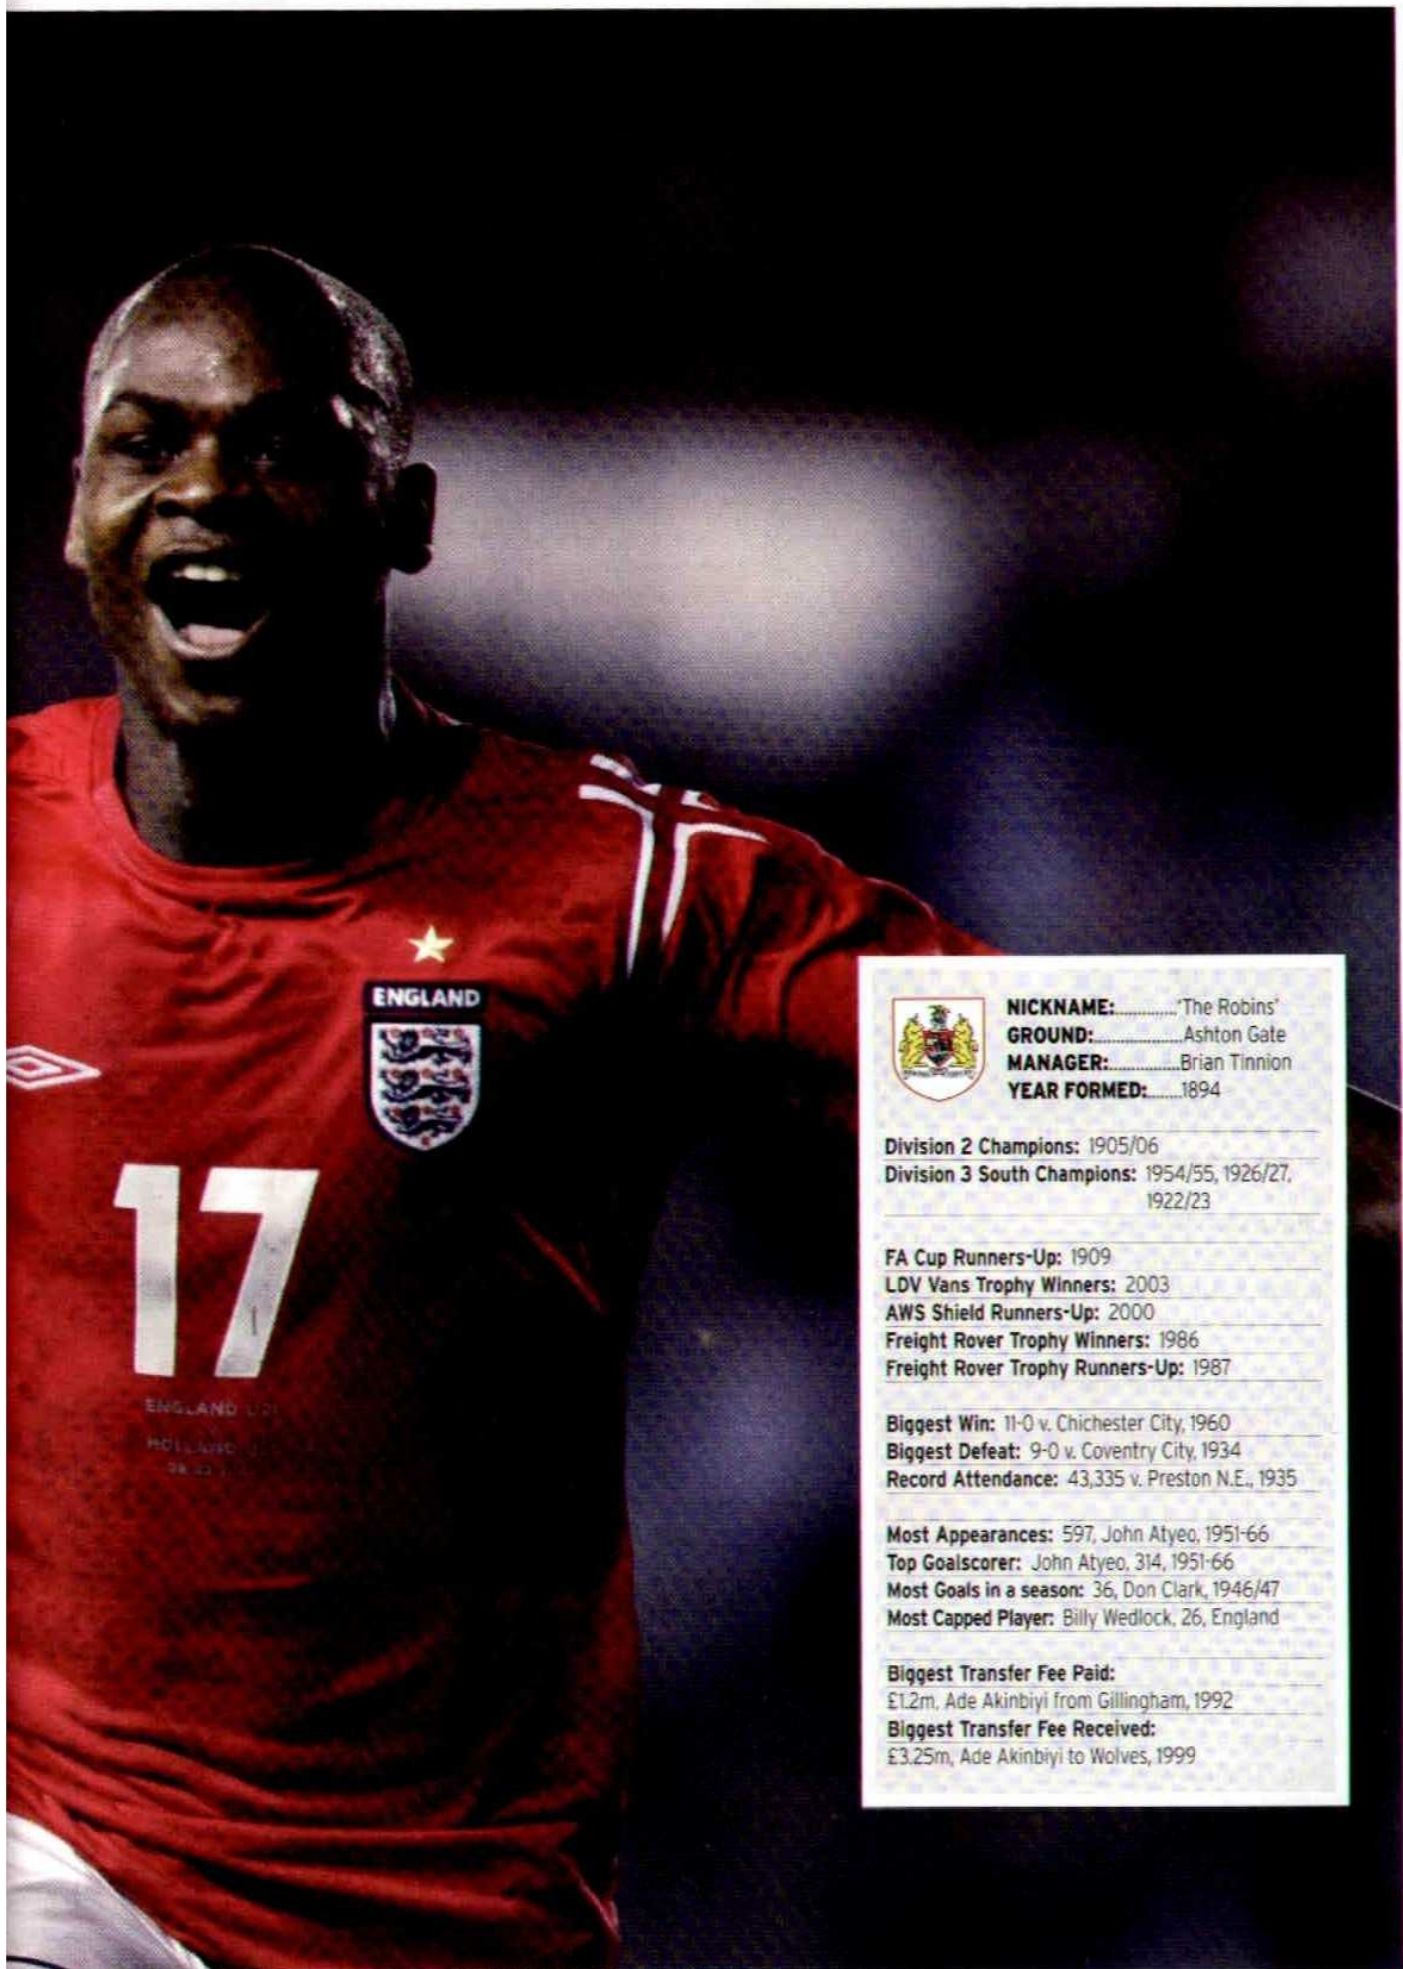 ENGLAND
17
ENGLAND U21
HOLLAND
NICKNAME:..............'The Robins'
GROUND:.....................Ashton Gate
MANAGER:.................Brian Tinnion
YEAR FORMED:........1894
Division 2 Champions: 1905/06
Division 3 South Champions: 1954/55, 1926/27,
1922/23
FA Cup Runners-Up: 1909
LDV Vans Trophy Winners: 2003
AWS Shield Runners-Up: 2000
Freight Rover Trophy Winners: 1986
Freight Rover Trophy Runners-Up: 1987
Biggest Win: 11-0 v. Chichester City, 1960
Biggest Defeat: 9-0 v. Coventry City, 1934
Record Attendance: 43,335 v. Preston N.E., 1935
Most Appearances: 597, John Atyeo, 1951-66
Top Goalscorer: John Atyeo, 314, 1951-66
Most Goals in a season: 36, Don Clark, 1946/47
Most Capped Player: Billy Wedlock, 26, England
Biggest Transfer Fee Paid:
£1.2m, Ade Akinbiyi from Gillingham, 1992
Biggest Transfer Fee Received:
£3.25m, Ade Akinbiyi to Wolves, 1999